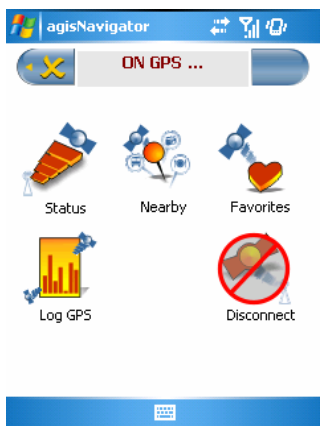 agisNavigator
ON GPS ...
Status Nearby Favorites
Log GPS Disconnect